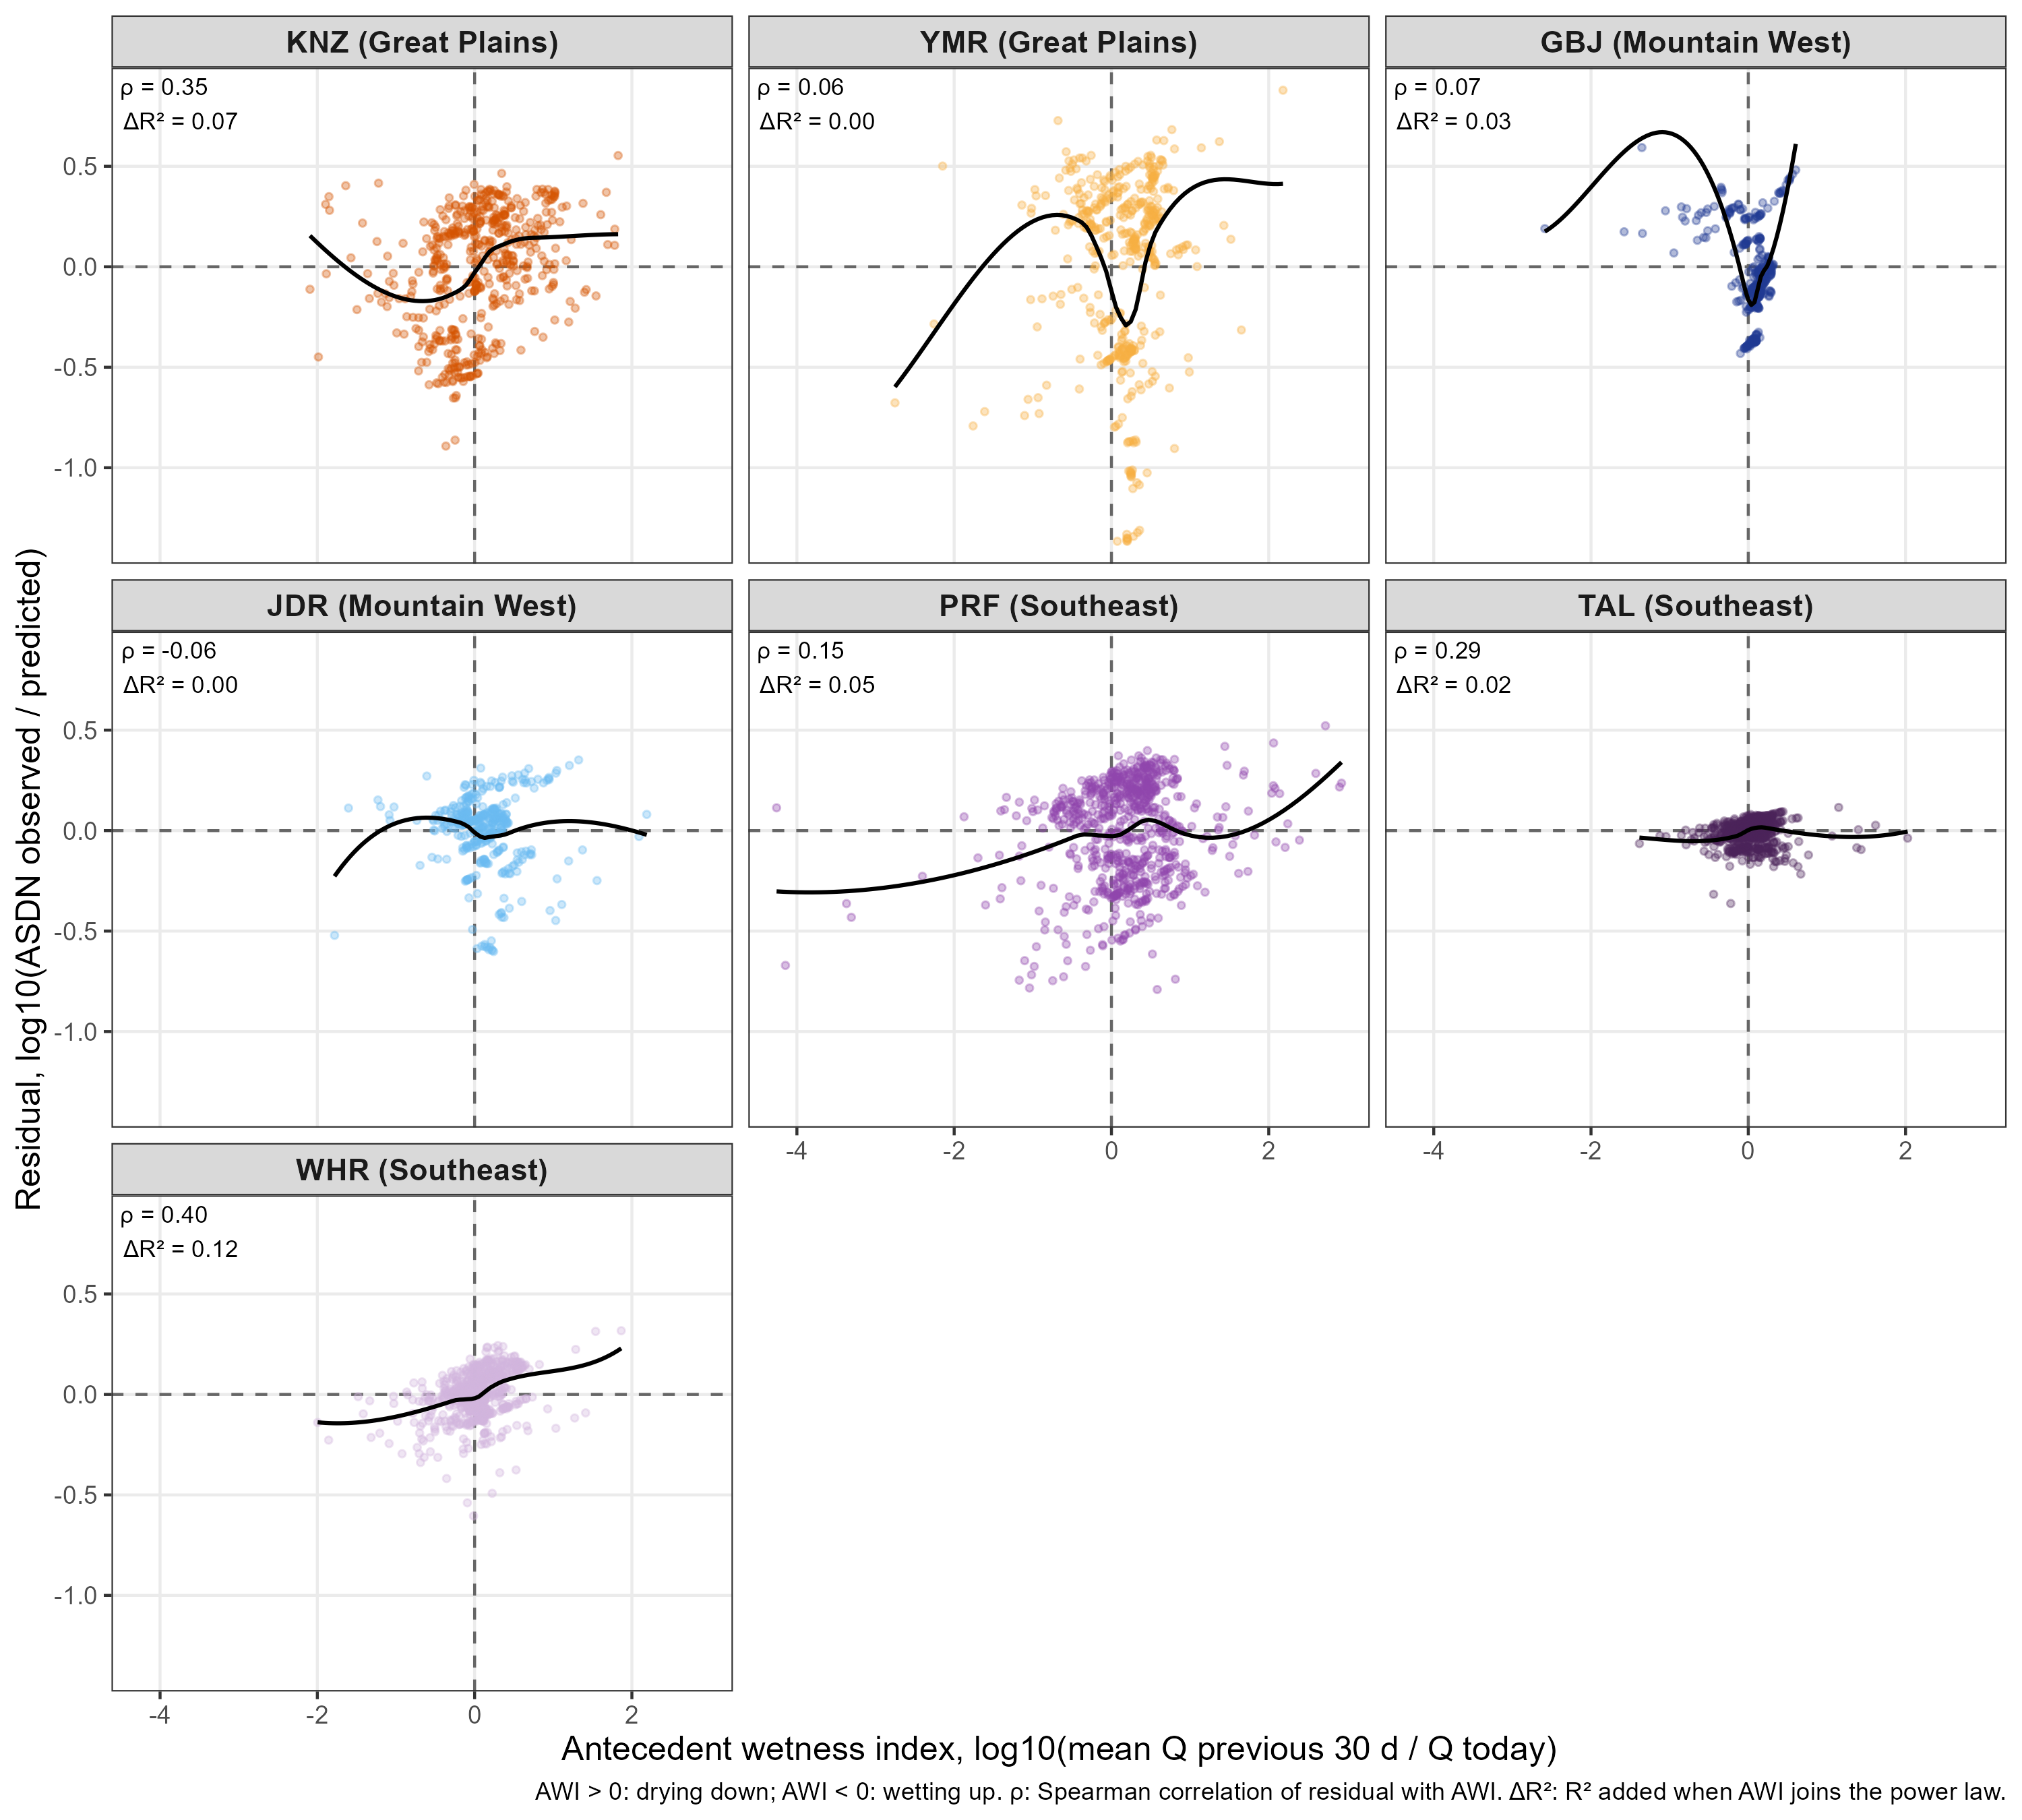 KNZ (Great Plains)
YMR (Great Plains)
GBJ (Mountain West)
ρ = 0.35
ΔR² = 0.07
ρ = 0.06
ΔR² = 0.00
ρ = 0.07
ΔR² = 0.03
0.5
0.0
-0.5
-1.0
JDR (Mountain West)
PRF (Southeast)
TAL (Southeast)
ρ = -0.06
ΔR² = 0.00
ρ = 0.15
ΔR² = 0.05
ρ = 0.29
ΔR² = 0.02
0.5
0.0
-0.5
-1.0
-4 -2 0 2
-4 -2 0 2
WHR (Southeast)
ρ = 0.40
ΔR² = 0.12
0.5
0.0
-0.5
-1.0
-4 -2 0 2
Residual, log10(ASDN observed / predicted)
Antecedent wetness index, log10(mean Q previous 30 d / Q today)
AWI > 0: drying down; AWI < 0: wetting up. ρ: Spearman correlation of residual with AWI. ΔR²: R² added when AWI joins the power law.